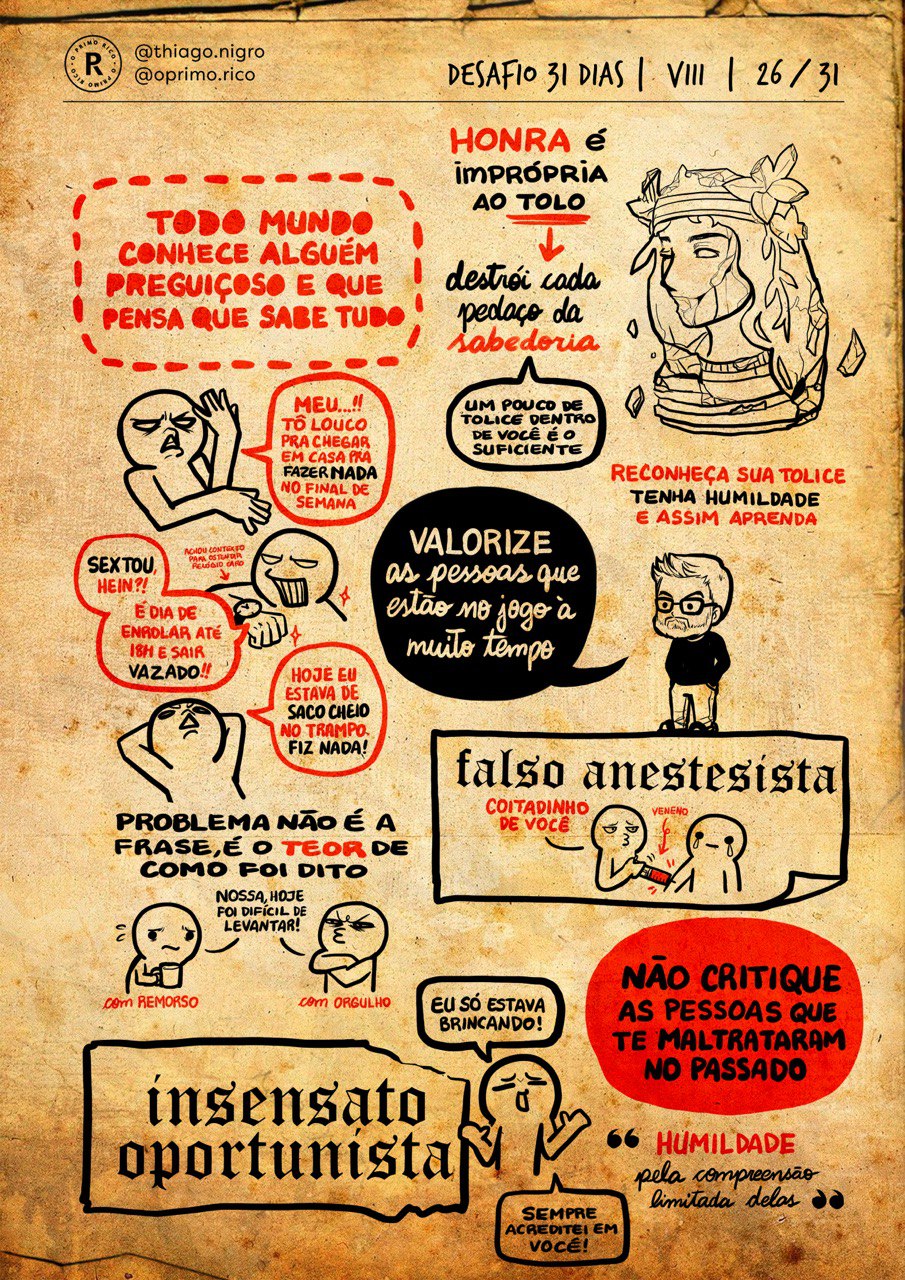 O PRIMO RICO · O PRIMO RICO
R
@thiago.nigro
@oprimo.rico
DESAFIO 31 DIAS | VIII | 26 / 31
TODO MUNDO
CONHECE ALGUÉM
PREGUIÇOSO E QUE
PENSA QUE SABE TUDO
MEU...!!
TÔ LOUCO
PRA CHEGAR
EM CASA PRA
FAZER NADA
NO FINAL DE
SEMANA
SEXTOU,
HEIN?!
É DIA DE
ENROLAR ATÉ
18H E SAIR
VAZADO!!
ACHOU CONTEXTO
PARA OSTENTAR
RELÓGIO CARO
HOJE EU
ESTAVA DE
SACO CHEIO
NO TRAMPO.
FIZ NADA!
PROBLEMA NÃO É A
FRASE, É O TEOR DE
COMO FOI DITO
NOSSA, HOJE
FOI DIFÍCIL DE
LEVANTAR!
com REMORSO
com ORGULHO
HONRA é
imPRÓPRiA
AO TOLO
destrói cada
pedaço da
sabedoria
UM POUCO DE
TOLICE DENTRO
DE VOCÊ É O
SUFICIENTE
RECONHEÇA SUA TOLICE
TENHA HUMILDADE
E ASSIM APRENDA
VALORIZE
as pessoas que
estão no jogo à
muito tempo
falso anestesista
COITADINHO
DE VOCÊ
VENENO
insensato
oportunista
EU SÓ ESTAVA
BRINCANDO!
SEMPRE
ACREDITEI EM
VOCÊ!
NÃO CRITIQUE
AS PESSOAS QUE
TE MALTRATARAM
NO PASSADO
“ HUMILDADE
pela compreensão
limitada delas ”